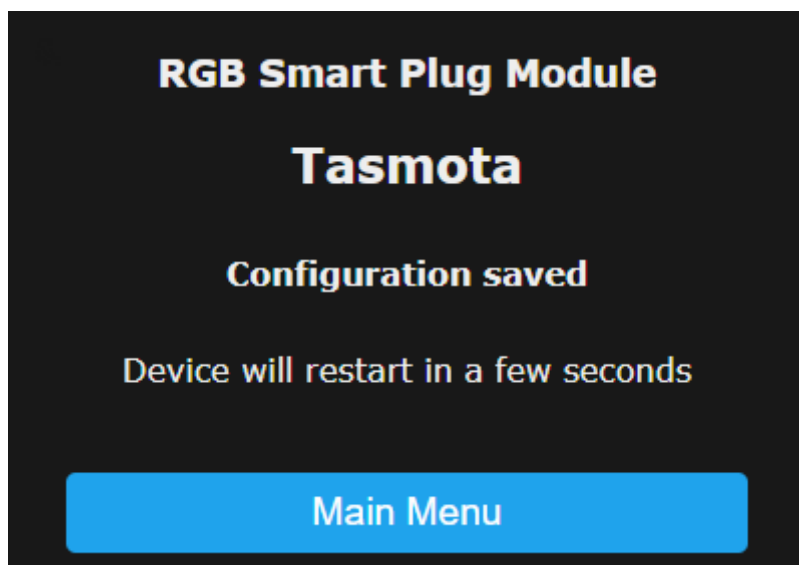 RGB Smart Plug Module
Tasmota
Configuration saved
Device will restart in a few seconds
Main Menu